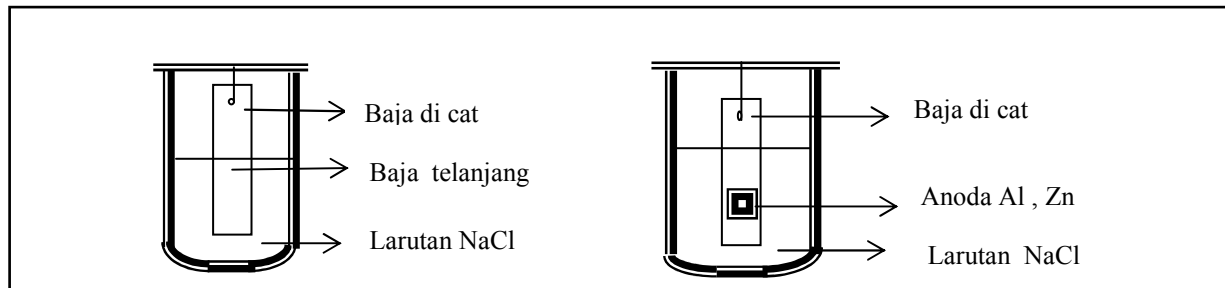 Baja di cat
Baja telanjang
Larutan NaCl
Baja di cat
Anoda Al , Zn
Larutan NaCl